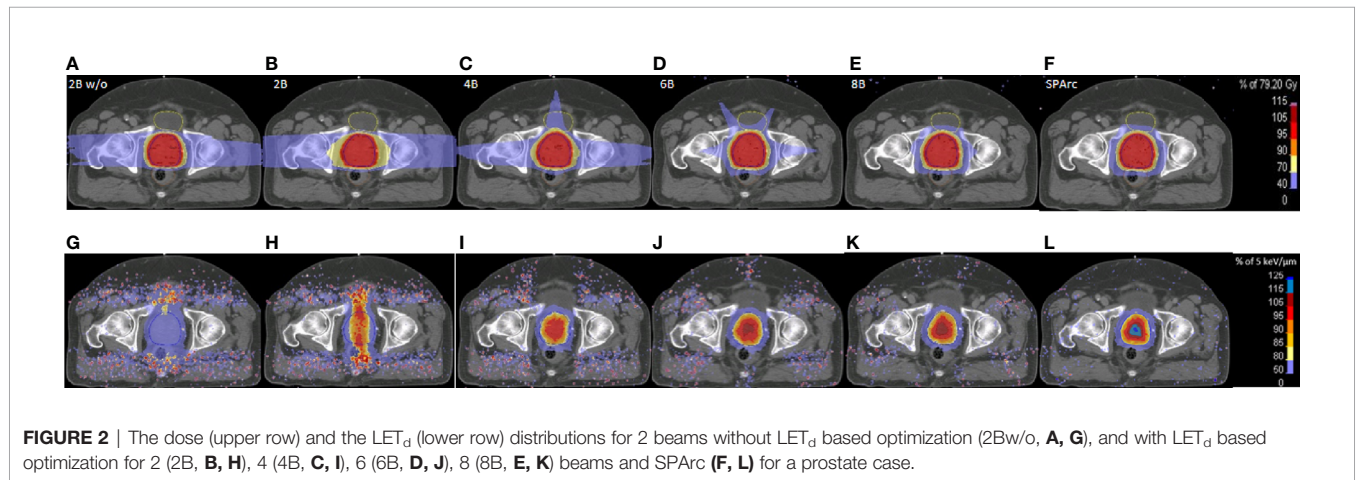 A B C D E F
2B w/o 2B 4B 6B 8B SPArc % of 79.20 Gy
115
105
95
90
70
40
0
G H I J K L
% of 5 keV/µm
125
115
105
95
90
85
80
50
0
FIGURE 2 | The dose (upper row) and the LETd (lower row) distributions for 2 beams without LETd based optimization (2Bw/o, A, G), and with LETd based
optimization for 2 (2B, B, H), 4 (4B, C, I), 6 (6B, D, J), 8 (8B, E, K) beams and SPArc (F, L) for a prostate case.